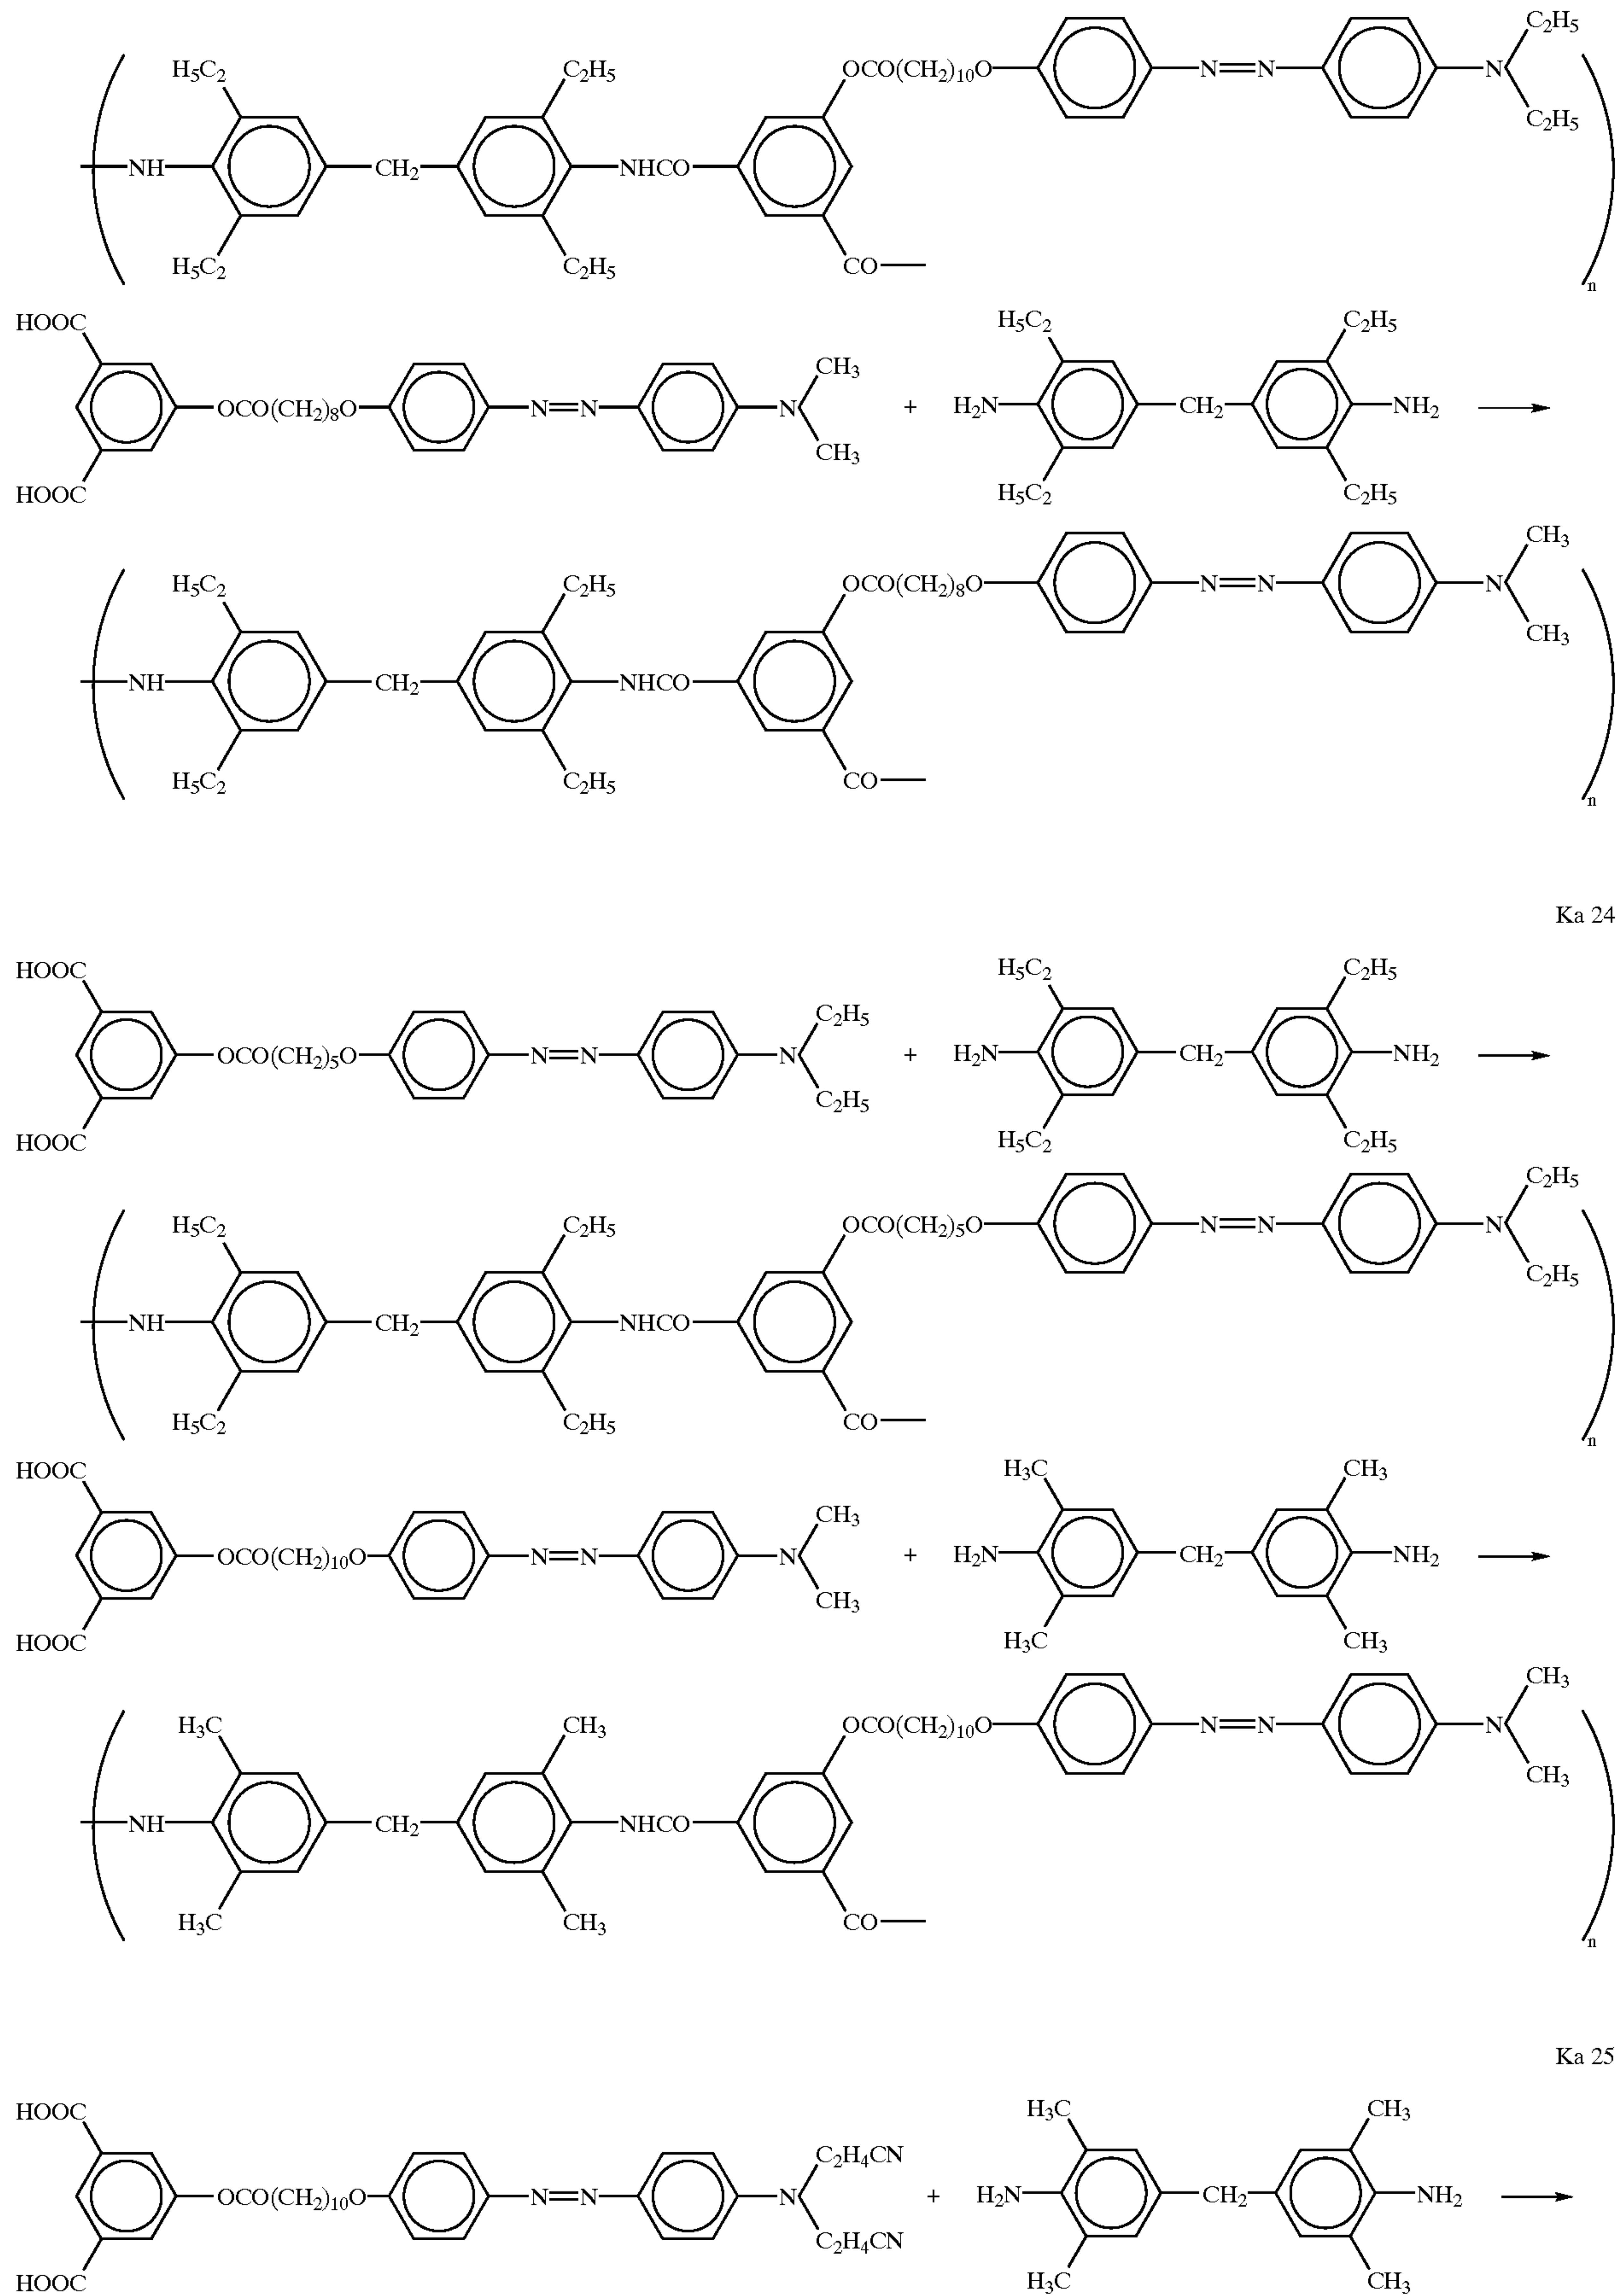 OCO(CH2)10O N=N N C2H5 C2H5
H5C2 C2H5
NH CH2 NHCO
H5C2 C2H5 CO n
HOOC H5C2 C2H5
OCO(CH2)8O N=N N CH3 CH3 + H2N CH2 NH2
HOOC H5C2 C2H5
OCO(CH2)8O N=N N CH3 CH3
H5C2 C2H5
NH CH2 NHCO
H5C2 C2H5 CO n
Ka 24
HOOC H5C2 C2H5
OCO(CH2)5O N=N N C2H5 C2H5 + H2N CH2 NH2
HOOC H5C2 C2H5
OCO(CH2)5O N=N N C2H5 C2H5
H5C2 C2H5
NH CH2 NHCO
H5C2 C2H5 CO n
HOOC H3C CH3
OCO(CH2)10O N=N N CH3 CH3 + H2N CH2 NH2
HOOC H3C CH3
OCO(CH2)10O N=N N CH3 CH3
H3C CH3
NH CH2 NHCO
H3C CH3 CO n
Ka 25
HOOC H3C CH3
OCO(CH2)10O N=N N C2H4CN C2H4CN + H2N CH2 NH2
HOOC H3C CH3